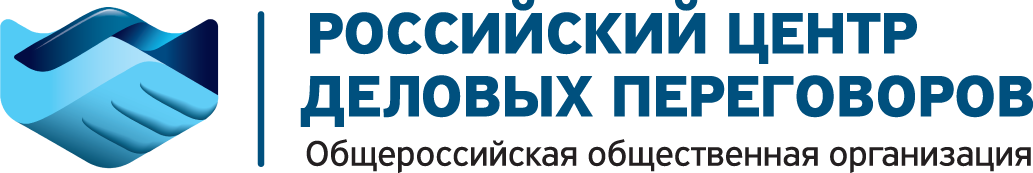 РОССИЙСКИЙ ЦЕНТР
ДЕЛОВЫХ ПЕРЕГОВОРОВ
Общероссийская общественная организация